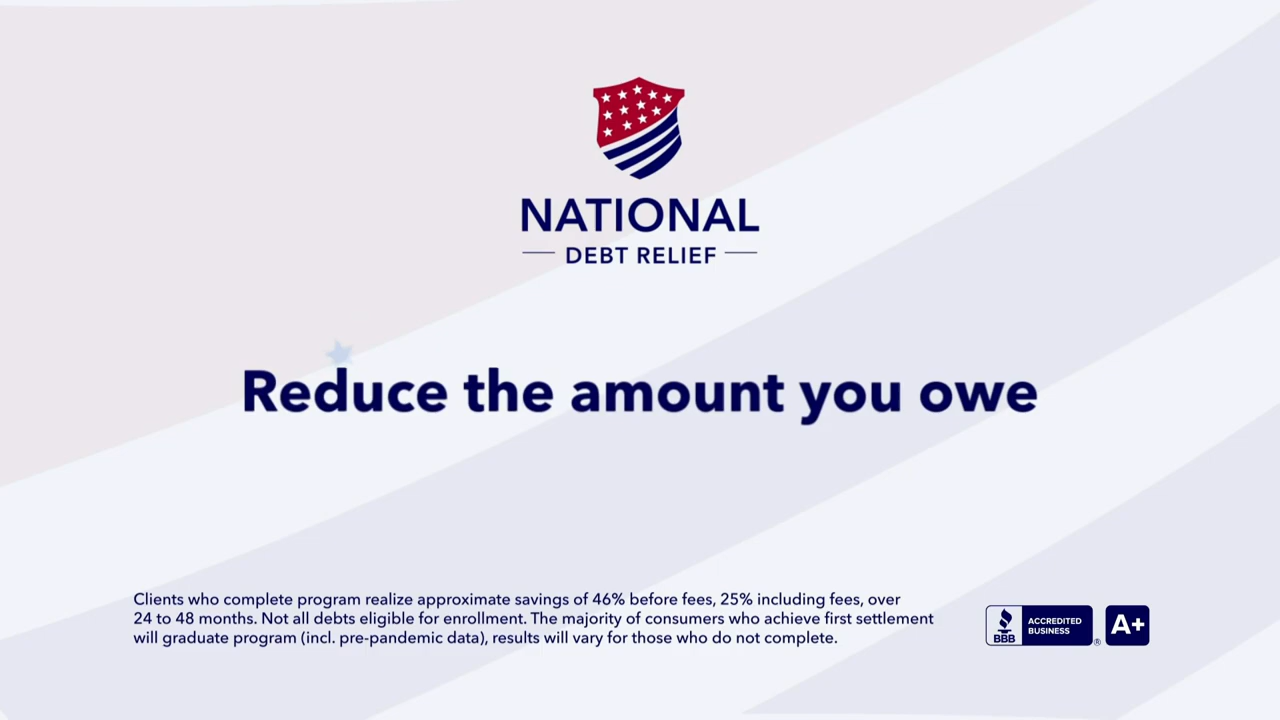 NATIONAL
DEBT RELIEF
Reduce the amount you owe
Clients who complete program realize approximate savings of 46% before fees, 25% including fees, over
24 to 48 months. Not all debts eligible for enrollment. The majority of consumers who achieve first settlement
will graduate program (incl. pre-pandemic data), results will vary for those who do not complete.
BBB
ACCREDITED
BUSINESS
®
A+